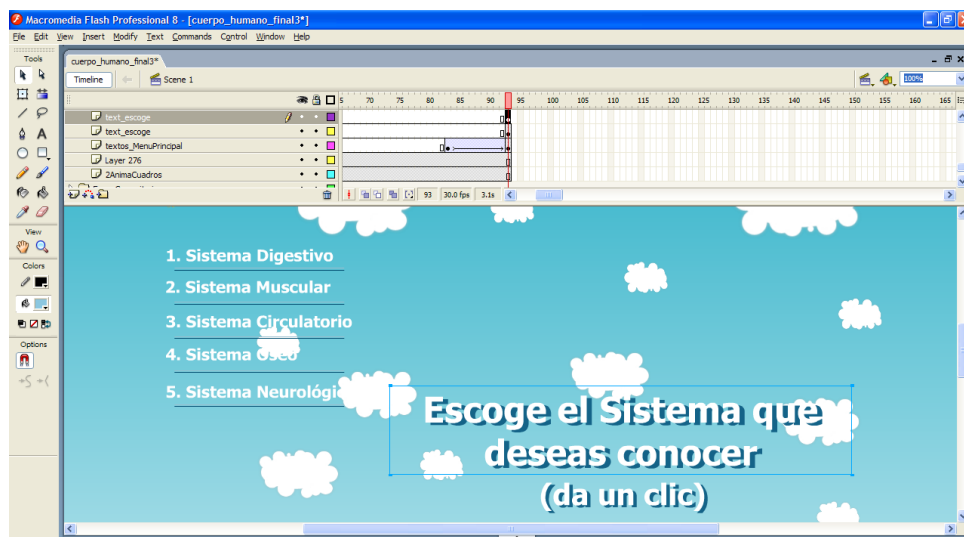 Macromedia Flash Professional 8 - [cuerpo_humano_final3*]
File Edit View Insert Modify Text Commands Control Window Help
Tools
cuerpo_humano_final3*
Timeline Scene 1 100%
5 70 75 80 85 90 95 100 105 110 115 120 125 130 135 140 145 150 155 160 165
text_escoge
text_escoge
textos_MenuPrincipal
Layer 276
2AnimaCuadros
93 30.0 fps 3.1s
View
Colors
Options
1. Sistema Digestivo
2. Sistema Muscular
3. Sistema Circulatorio
4. Sistema Óseo
5. Sistema Neurológi
Escoge el Sistema que
deseas conocer
(da un clic)